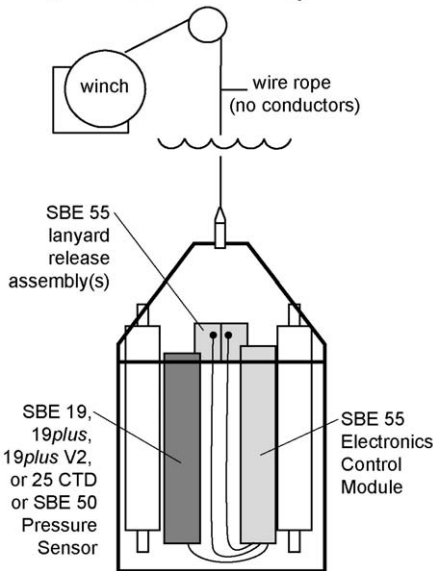 winch
wire rope
(no conductors)
SBE 55
lanyard
release
assembly(s)
SBE 19,
19plus,
19plus V2,
or 25 CTD
or SBE 50
Pressure
Sensor
SBE 55
Electronics
Control
Module